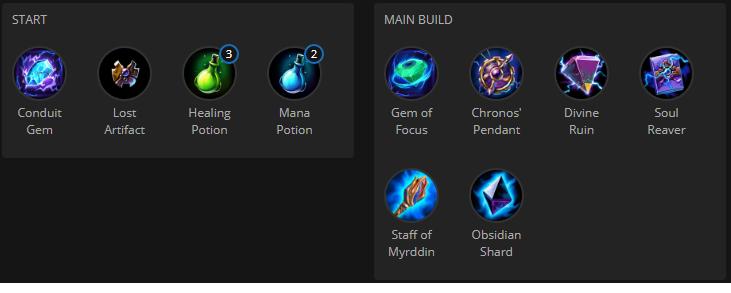 START
3
2
Conduit
Gem
Lost
Artifact
Healing
Potion
Mana
Potion
MAIN BUILD
Gem of
Focus
Chronos'
Pendant
Divine
Ruin
Soul
Reaver
Staff of
Myrddin
Obsidian
Shard